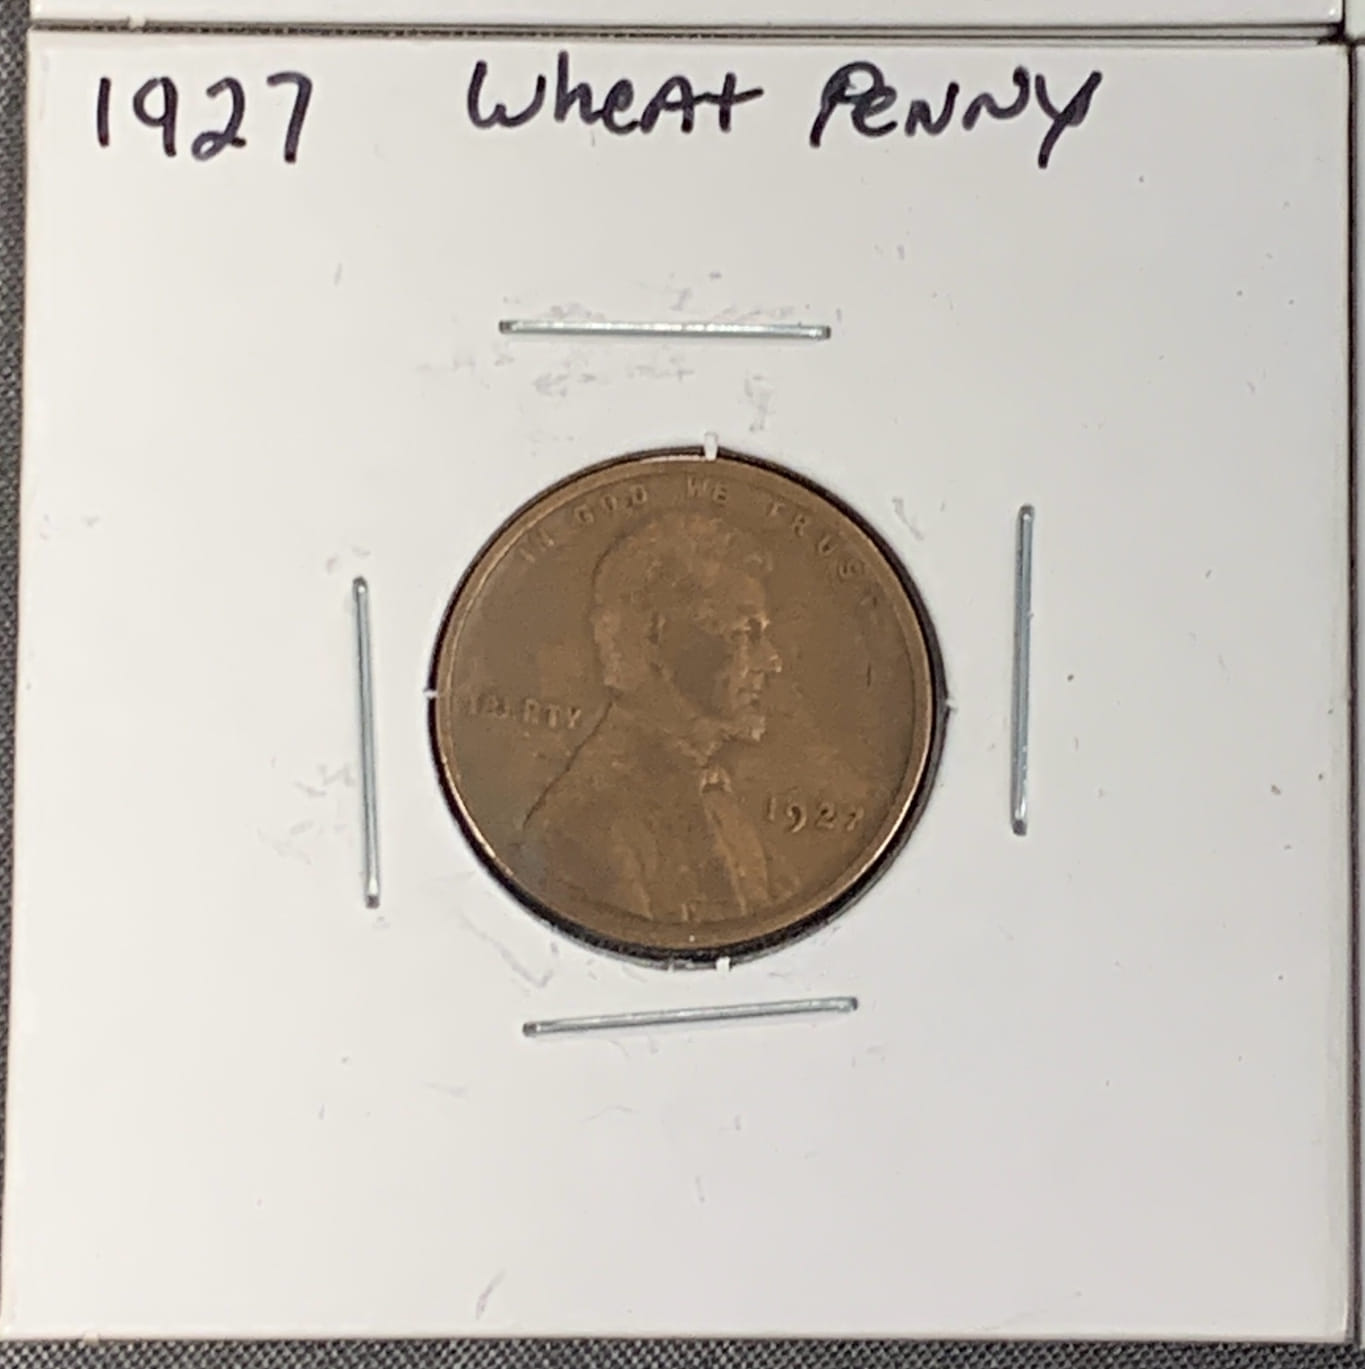 1927 WheAt PeNNy
IN GOD WE TRUST
LIBERTY
1927